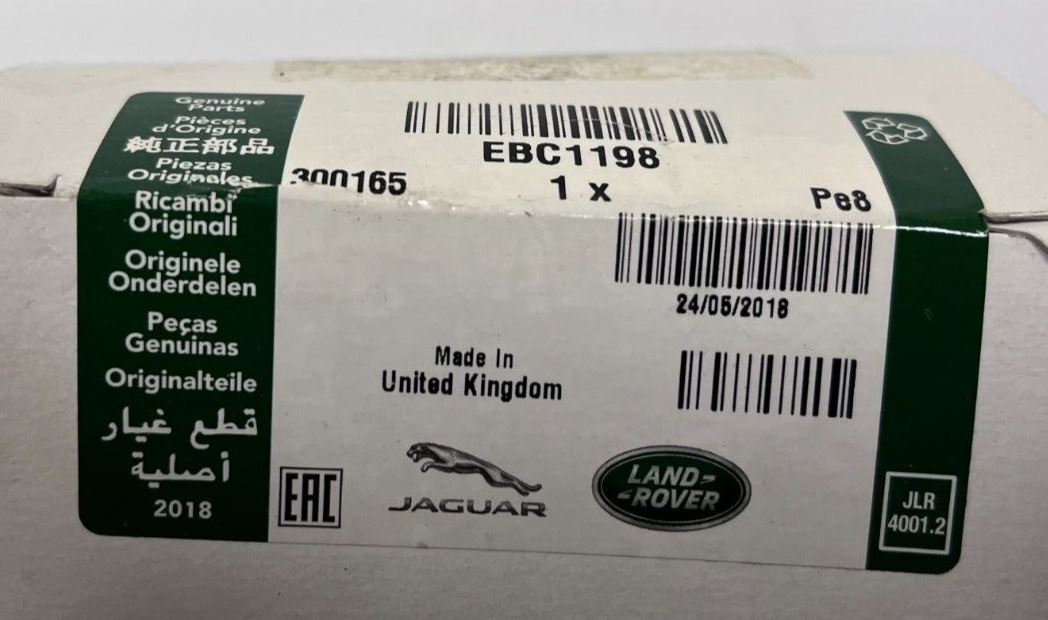 Genuine
Parts
Pièces
d'Origine
純正部品
Piezas
Originales
Ricambi
Originali
Originele
Onderdelen
Peças
Genuinas
Originalteile
قطع غيار
أصلية
2018
EBC1198
300165
1 x
Pe8
24/05/2018
Made In
United Kingdom
EAC
JAGUAR
LAND-
-ROVER
JLR
4001.2